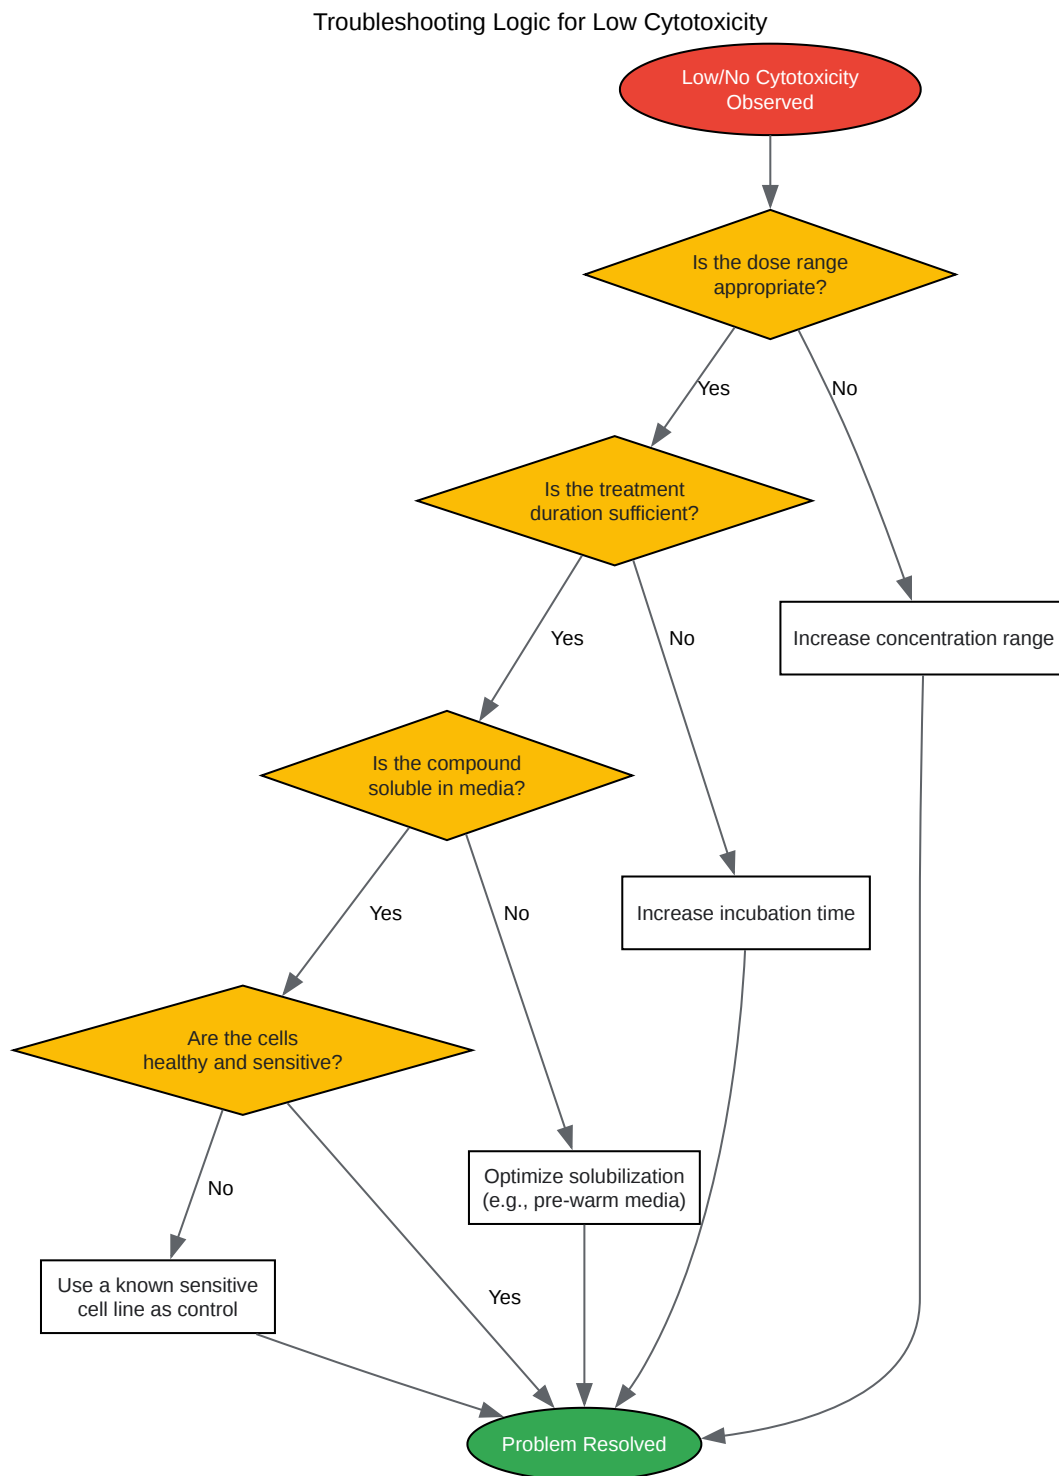 Troubleshooting Logic for Low Cytotoxicity
Low/No Cytotoxicity
Observed
Is the dose range
appropriate?
Yes
No
Is the treatment
duration sufficient?
Yes
No
Increase concentration range
Is the compound
soluble in media?
Yes
No
Increase incubation time
Are the cells
healthy and sensitive?
No
Yes
Optimize solubilization
(e.g., pre-warm media)
Use a known sensitive
cell line as control
Problem Resolved